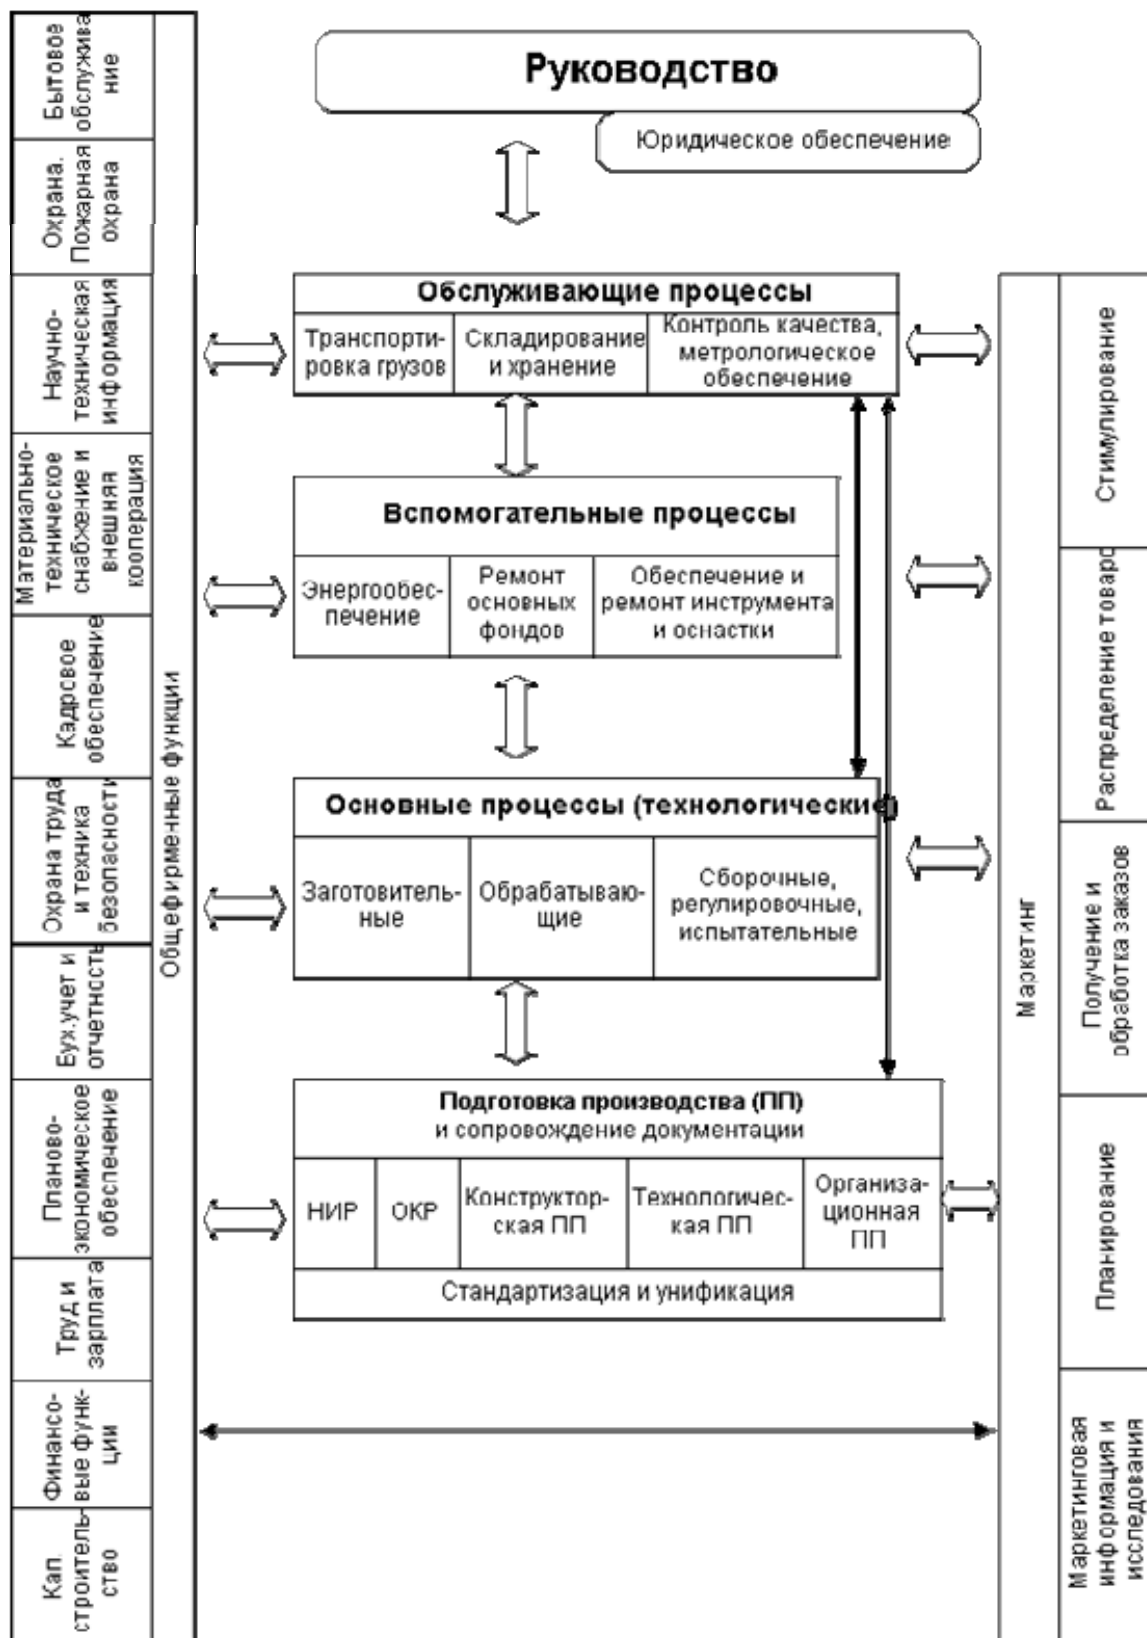 Руководство
Юридическое обеспечение
Бытовое
обслужива
ние
Охрана.
Пожарная
охрана
Научно-
техническая
информация
Материально-
техническое
снабжение и
внешняя
кооперация
Кадровое
обеспечение
Охрана труда
и техника
безопасности
Бух.учет и
отчетность
Планово-
экономическое
обеспечение
Труд и
зарплата
Финансо-
вые функ-
ции
Кап.
строитель-
ство
Общефирменные функции
Обслуживающие процессы
Транспорти-
ровка грузов
Складирование
и хранение
Контроль качества,
метрологическое
обеспечение
Вспомогательные процессы
Энергообес-
печение
Ремонт
основных
фондов
Обеспечение и
ремонт инструмента
и оснастки
Основные процессы (технологические)
Заготовитель-
ные
Обрабатываю-
щие
Сборочные,
регулировочные,
испытательные
Подготовка производства (ПП)
и сопровождение документации
НИР
ОКР
Конструктор-
ская ПП
Технологичес-
кая ПП
Организа-
ционная
ПП
Стандартизация и унификация
Маркетинг
Стимулирование
Распределение товаро
Получение и
обработка заказов
Планирование
Маркетинговая
информация и
исследования